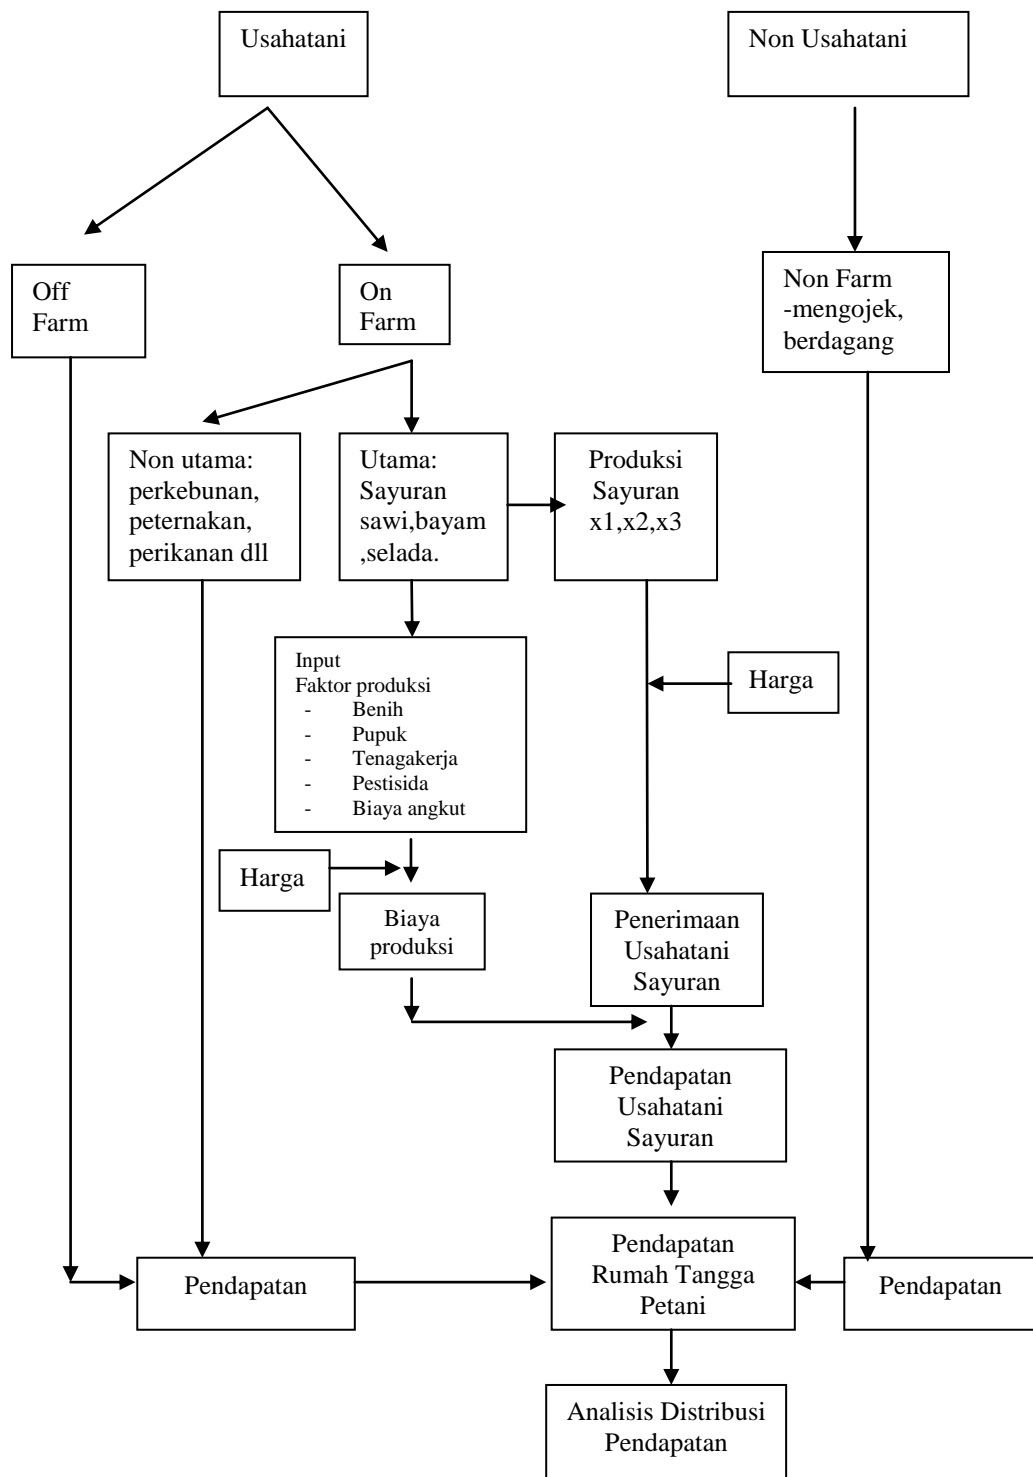 Usahatani
Non Usahatani
Off
Farm
On
Farm
Non Farm
-mengojek,
berdagang
Non utama:
perkebunan,
peternakan,
perikanan dll
Utama:
Sayuran
sawi,bayam
,selada.
Produksi
Sayuran
x1,x2,x3
Input
Faktor produksi
- Benih
- Pupuk
- Tenagakerja
- Pestisida
- Biaya angkut
Harga
Harga
Biaya
produksi
Penerimaan
Usahatani
Sayuran
Pendapatan
Usahatani
Sayuran
Pendapatan
Pendapatan
Rumah Tangga
Petani
Pendapatan
Analisis Distribusi
Pendapatan